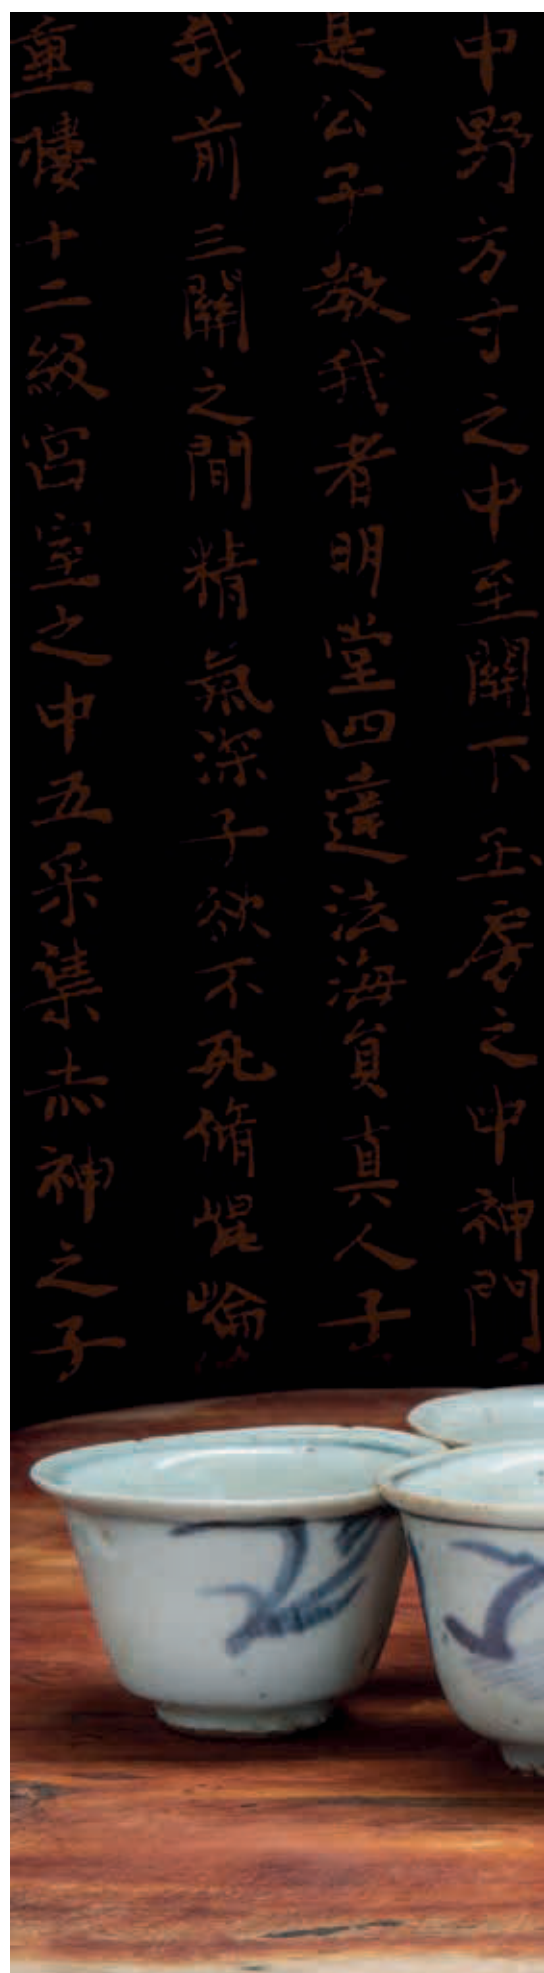 中野方寸之中至關下玉房之中神門
是公子教我者明堂四達法海員真人子
我前三關之間精氣深子欲不死脩崐崘
重樓十二級宮室之中五采集赤神之子